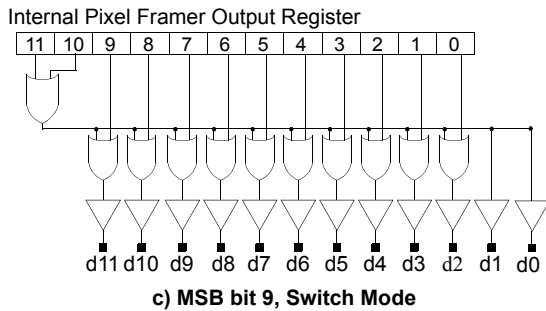 Internal Pixel Framer Output Register
11 10 9 8 7 6 5 4 3 2 1 0
d11 d10 d9 d8 d7 d6 d5 d4 d3 d2 d1 d0
c) MSB bit 9, Switch Mode